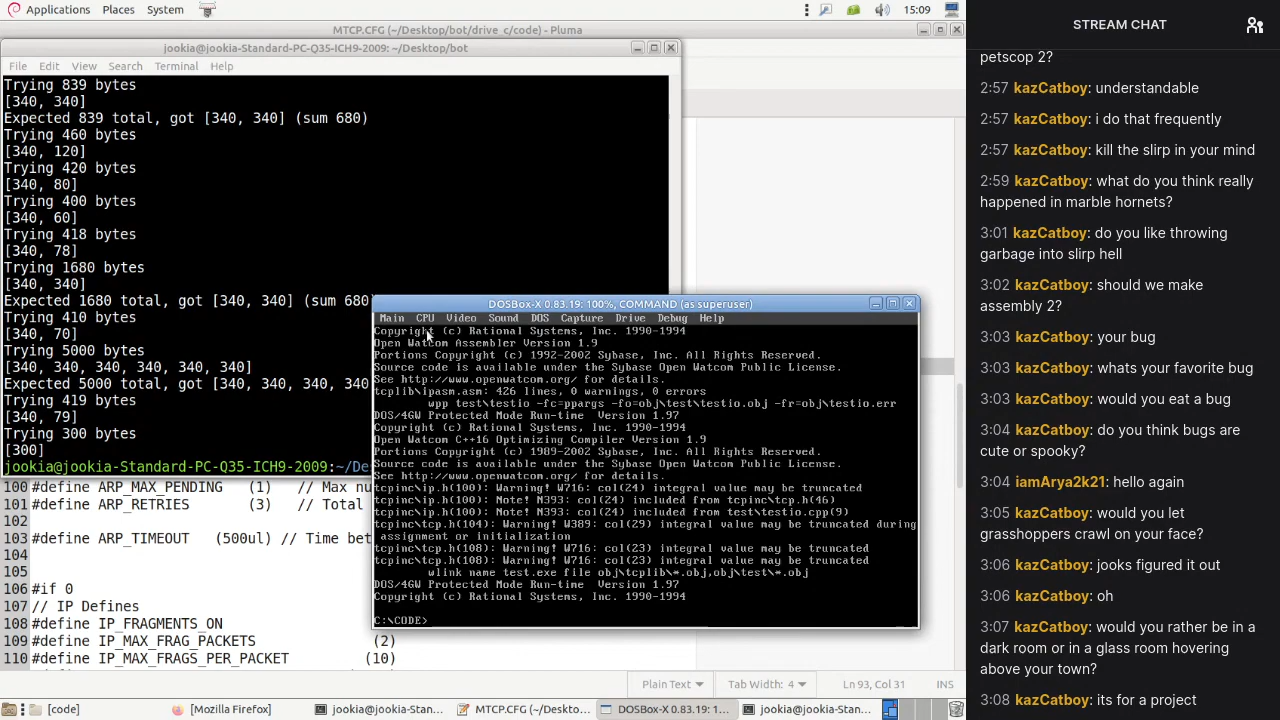 Applications Places System 15:09
MTCP.CFG (~/Desktop/bot/drive_c/code) - Pluma
jookia@jookia-Standard-PC-Q35-ICH9-2009: ~/Desktop/bot
File Edit View Search Terminal Help
Trying 839 bytes
[340, 340]
Expected 839 total, got [340, 340] (sum 680)
Trying 460 bytes
[340, 120]
Trying 420 bytes
[340, 80]
Trying 400 bytes
[340, 60]
Trying 418 bytes
[340, 78]
Trying 1680 bytes
[340, 340]
Expected 1680 total, got [340, 340] (sum 680
Trying 410 bytes
[340, 70]
Trying 5000 bytes
[340, 340, 340, 340, 340, 340]
Expected 5000 total, got [340, 340, 340, 340
Trying 419 bytes
[340, 79]
Trying 300 bytes
[300]
jookia@jookia-Standard-PC-Q35-ICH9-2009:~/De
100 #define ARP_MAX_PENDING (1) // Max nu
101 #define ARP_RETRIES (3) // Total
102
103 #define ARP_TIMEOUT (500ul) // Time bet
104
105
106 #if 0
107 // IP Defines
108 #define IP_FRAGMENTS_ON
109 #define IP_MAX_FRAG_PACKETS (2)
110 #define IP_MAX_FRAGS_PER_PACKET (10)
DOSBox-X 0.83.19: 100%, COMMAND (as superuser)
Main CPU Video Sound DOS Capture Drive Debug Help
Copyright (c) Rational Systems, Inc. 1990-1994
Open Watcom Assembler Version 1.9
Portions Copyright (c) 1992-2002 Sybase, Inc. All Rights Reserved.
Source code is available under the Sybase Open Watcom Public License.
See http://www.openwatcom.org/ for details.
tcplib\ipasm.asm: 426 lines, 0 warnings, 0 errors
wpp test\testio -fc=ppargs -fo=obj\test\testio.obj -fr=obj\testio.err
DOS/4GW Protected Mode Run-time Version 1.97
Copyright (c) Rational Systems, Inc. 1990-1994
Open Watcom C++16 Optimizing Compiler Version 1.9
Portions Copyright (c) 1989-2002 Sybase, Inc. All Rights Reserved.
Source code is available under the Sybase Open Watcom Public License.
See http://www.openwatcom.org/ for details.
tcpinc\ip.h(100): Warning! W716: col(24) integral value may be truncated
tcpinc\ip.h(100): Note! N393: col(24) included from tcpinc\tcp.h(46)
tcpinc\ip.h(100): Note! N393: col(24) included from test\testio.cpp(9)
tcpinc\tcp.h(104): Warning! W389: col(29) integral value may be truncated during
assignment or initialization
tcpinc\tcp.h(108): Warning! W716: col(23) integral value may be truncated
tcpinc\tcp.h(108): Warning! W716: col(23) integral value may be truncated
wlink name test.exe file obj\tcplib\*.obj,obj\test\*.obj
DOS/4GW Protected Mode Run-time Version 1.97
Copyright (c) Rational Systems, Inc. 1990-1994
C:\CODE>
Plain Text Tab Width: 4 Ln 93, Col 31 INS
[code] [Mozilla Firefox] jookia@jookia-Stan... MTCP.CFG (~/Deskto... DOSBox-X 0.83.19: 1... jookia@jookia-Stan...
STREAM CHAT
petscop 2?
2:57 kazCatboy: understandable
2:57 kazCatboy: i do that frequently
2:57 kazCatboy: kill the slirp in your mind
2:59 kazCatboy: what do you think really
happened in marble hornets?
3:01 kazCatboy: do you like throwing
garbage into slirp hell
3:02 kazCatboy: should we make
assembly 2?
3:03 kazCatboy: your bug
3:03 kazCatboy: whats your favorite bug
3:03 kazCatboy: would you eat a bug
3:04 kazCatboy: do you think bugs are
cute or spooky?
3:04 iamArya2k21: hello again
3:05 kazCatboy: would you let
grasshoppers crawl on your face?
3:06 kazCatboy: jooks figured it out
3:06 kazCatboy: oh
3:07 kazCatboy: would you rather be in a
dark room or in a glass room hovering
above your town?
3:08 kazCatboy: its for a project